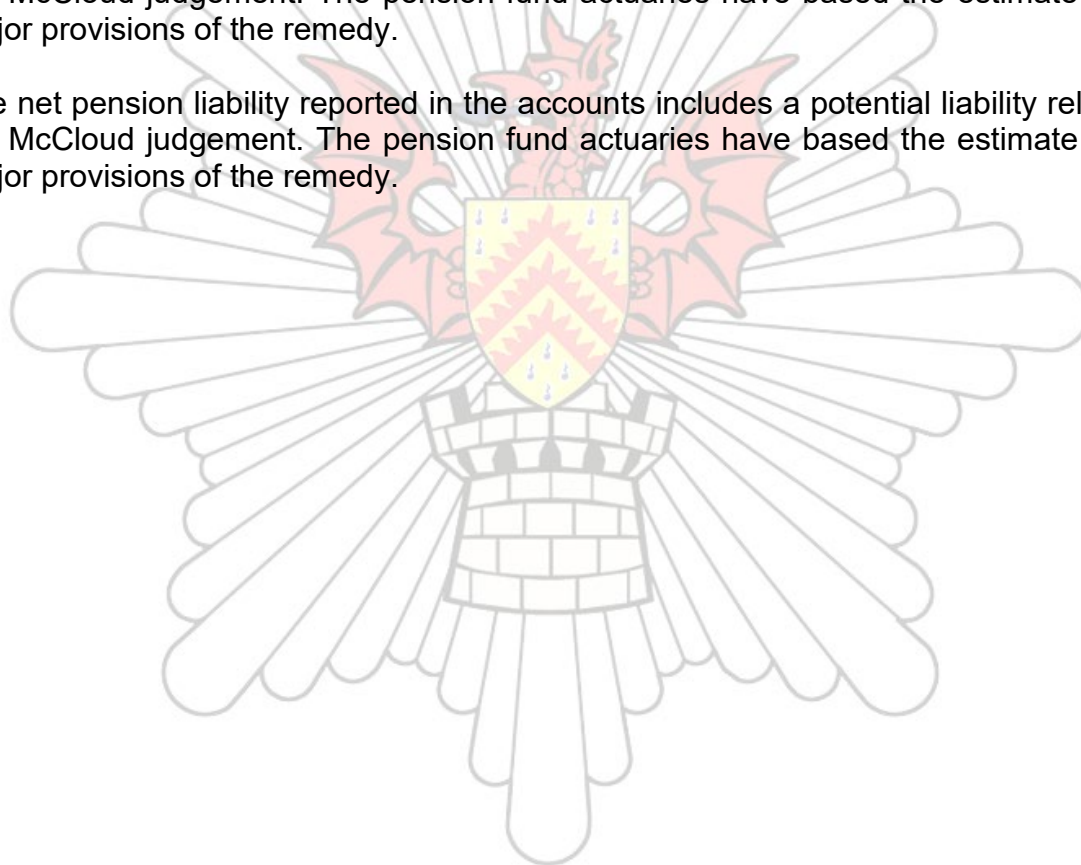 McCloud judgement. The pension fund actuaries have based the estimate
jor provisions of the remedy.
e net pension liability reported in the accounts includes a potential liability rel
McCloud judgement. The pension fund actuaries have based the estimate
jor provisions of the remedy.